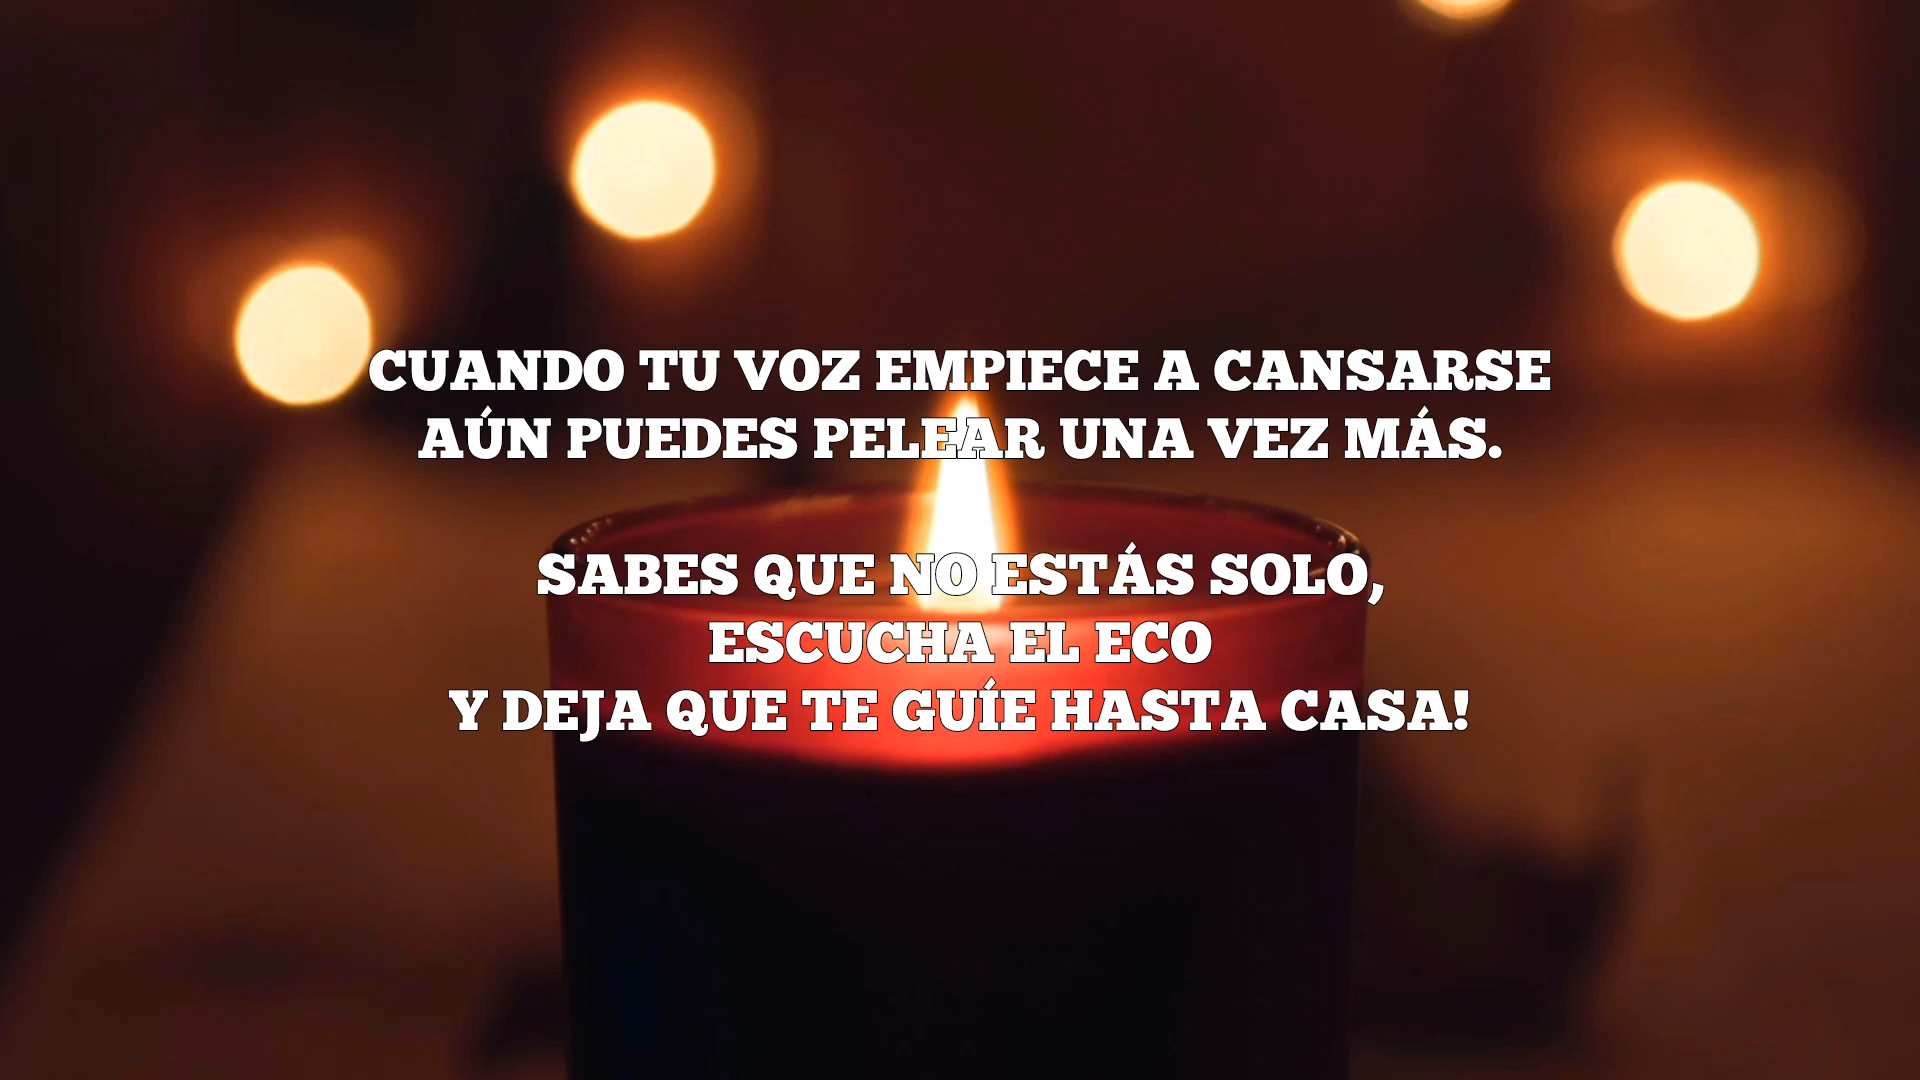 CUANDO TU VOZ EMPIECE A CANSARSE
AÚN PUEDES PELEAR UNA VEZ MÁS.
SABES QUE NO ESTÁS SOLO,
ESCUCHA EL ECO
Y DEJA QUE TE GUÍE HASTA CASA!